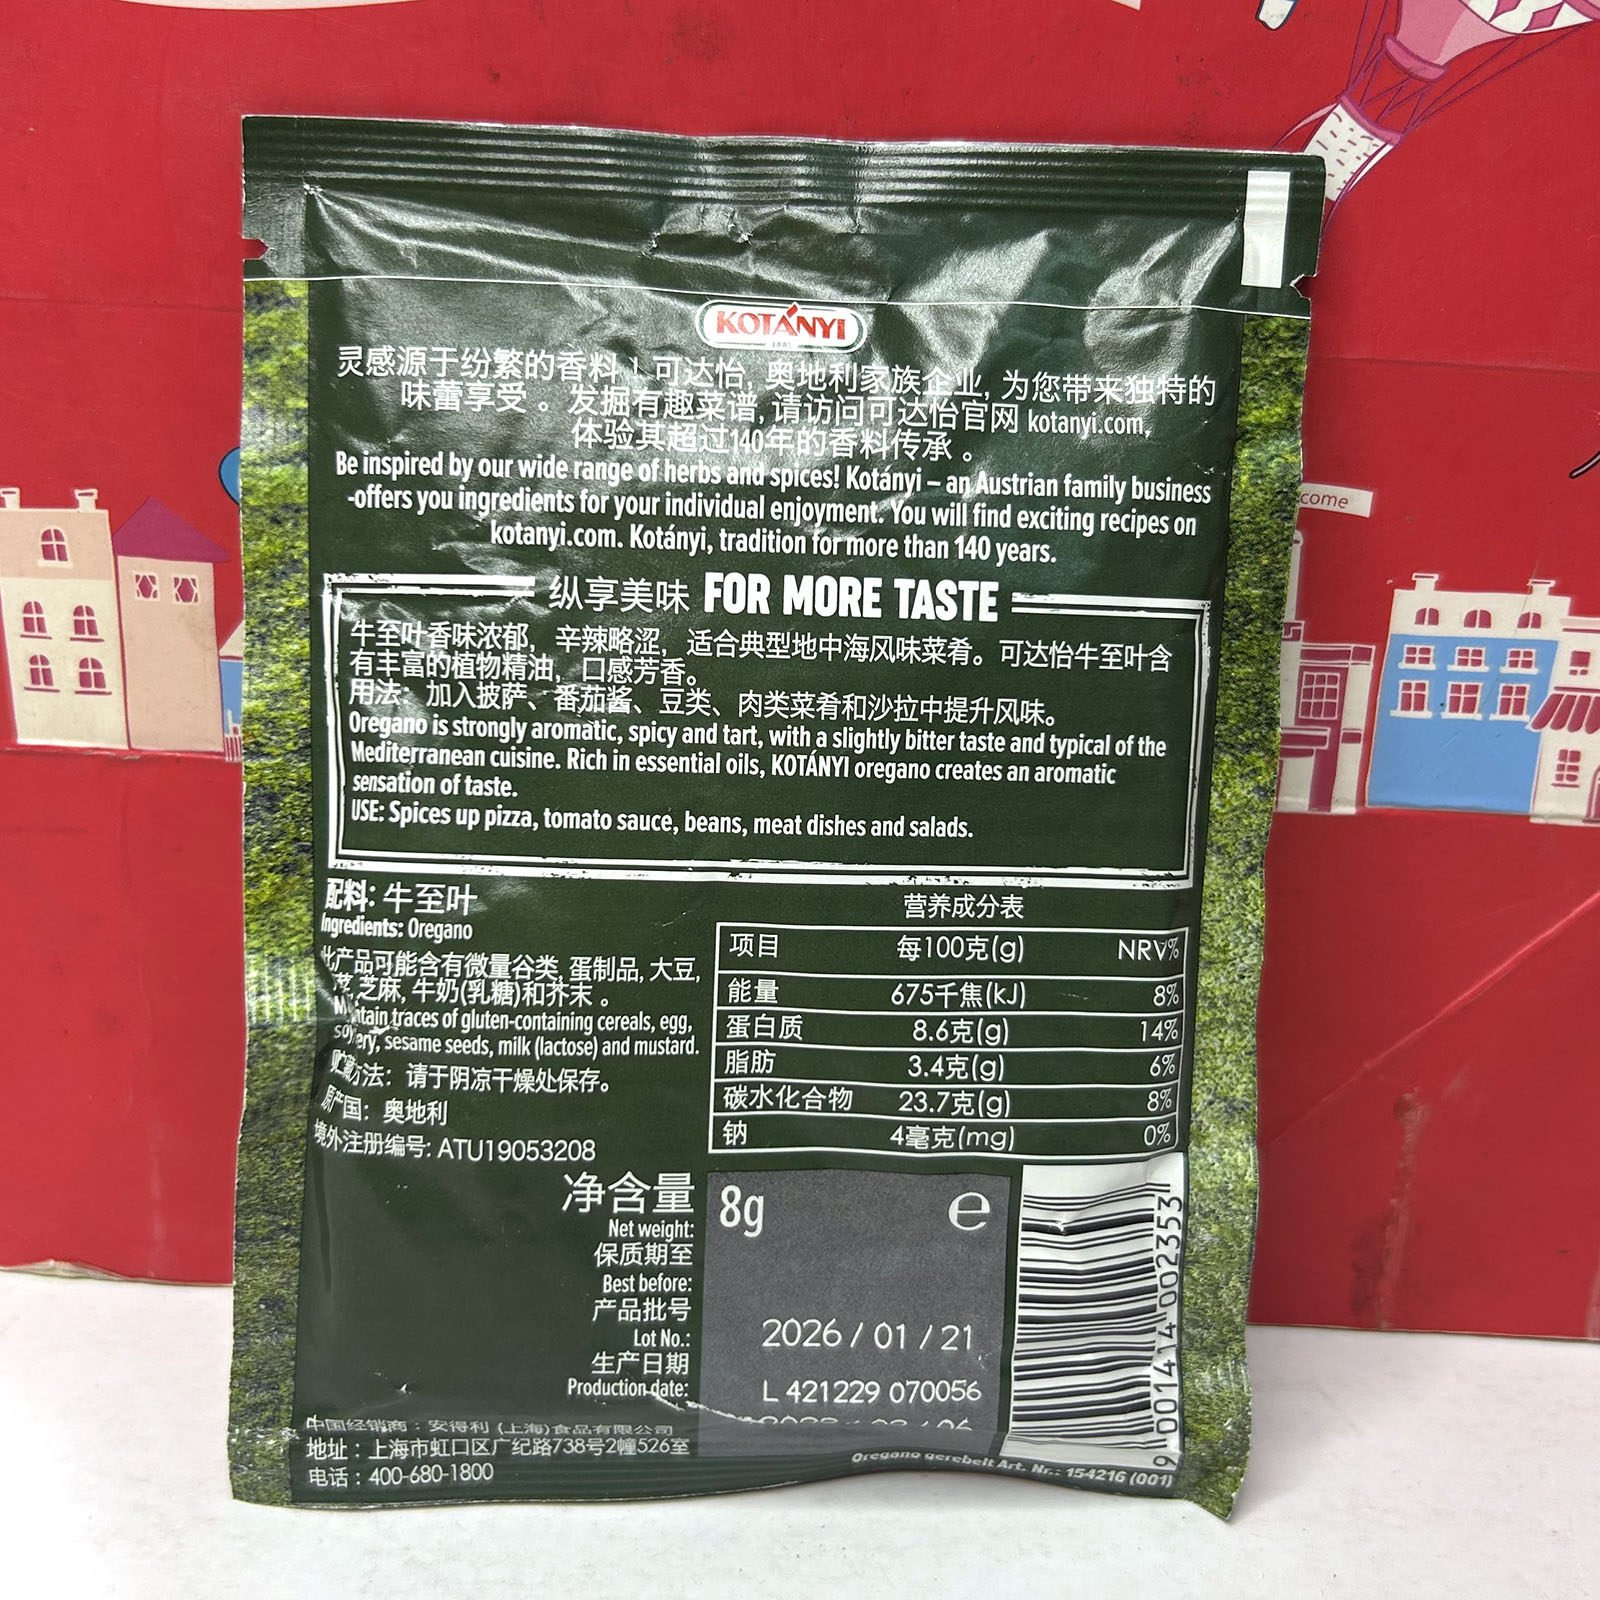 KOTÁNYI
灵感源于纷繁的香料！可达怡, 奥地利家族企业, 为您带来独特的
味蕾享受。发掘有趣菜谱, 请访问可达怡官网 kotanyi.com,
体验其超过140年的香料传承。
Be inspired by our wide range of herbs and spices! Kotányi – an Austrian family business
-offers you ingredients for your individual enjoyment. You will find exciting recipes on
kotanyi.com. Kotányi, tradition for more than 140 years.
纵享美味 FOR MORE TASTE
牛至叶香味浓郁，辛辣略涩，适合典型地中海风味菜肴。可达怡牛至叶含
有丰富的植物精油，口感芳香。
用法：加入披萨、番茄酱、豆类、肉类菜肴和沙拉中提升风味。
Oregano is strongly aromatic, spicy and tart, with a slightly bitter taste and typical of the
Mediterranean cuisine. Rich in essential oils, KOTÁNYI oregano creates an aromatic
sensation of taste.
USE: Spices up pizza, tomato sauce, beans, meat dishes and salads.
配料: 牛至叶
Ingredients: Oregano
此产品可能含有微量谷类, 蛋制品, 大豆,
芝麻, 牛奶(乳糖)和芥末。
traces of gluten-containing cereals, egg,
sesame seeds, milk (lactose) and mustard.
贮藏方法：请于阴凉干燥处保存。
原产国：奥地利
境外注册编号: ATU19053208
营养成分表
项目 每100克(g) NRV%
能量 675千焦(kJ) 8%
蛋白质 8.6克(g) 14%
脂肪 3.4克(g) 6%
碳水化合物 23.7克(g) 8%
钠 4毫克(mg) 0%
净含量 8g e
Net weight:
保质期至
Best before:
产品批号
Lot No.:
生产日期
Production date:
2026 / 01 / 21
L 421229 070056
中国经销商：安得利 (上海)食品有限公司
地址：上海市虹口区广纪路738号2幢526室
电话：400-680-1800
9 001414 002353
Oregano gerebelt Art. Nr.: 154216 (001)
come